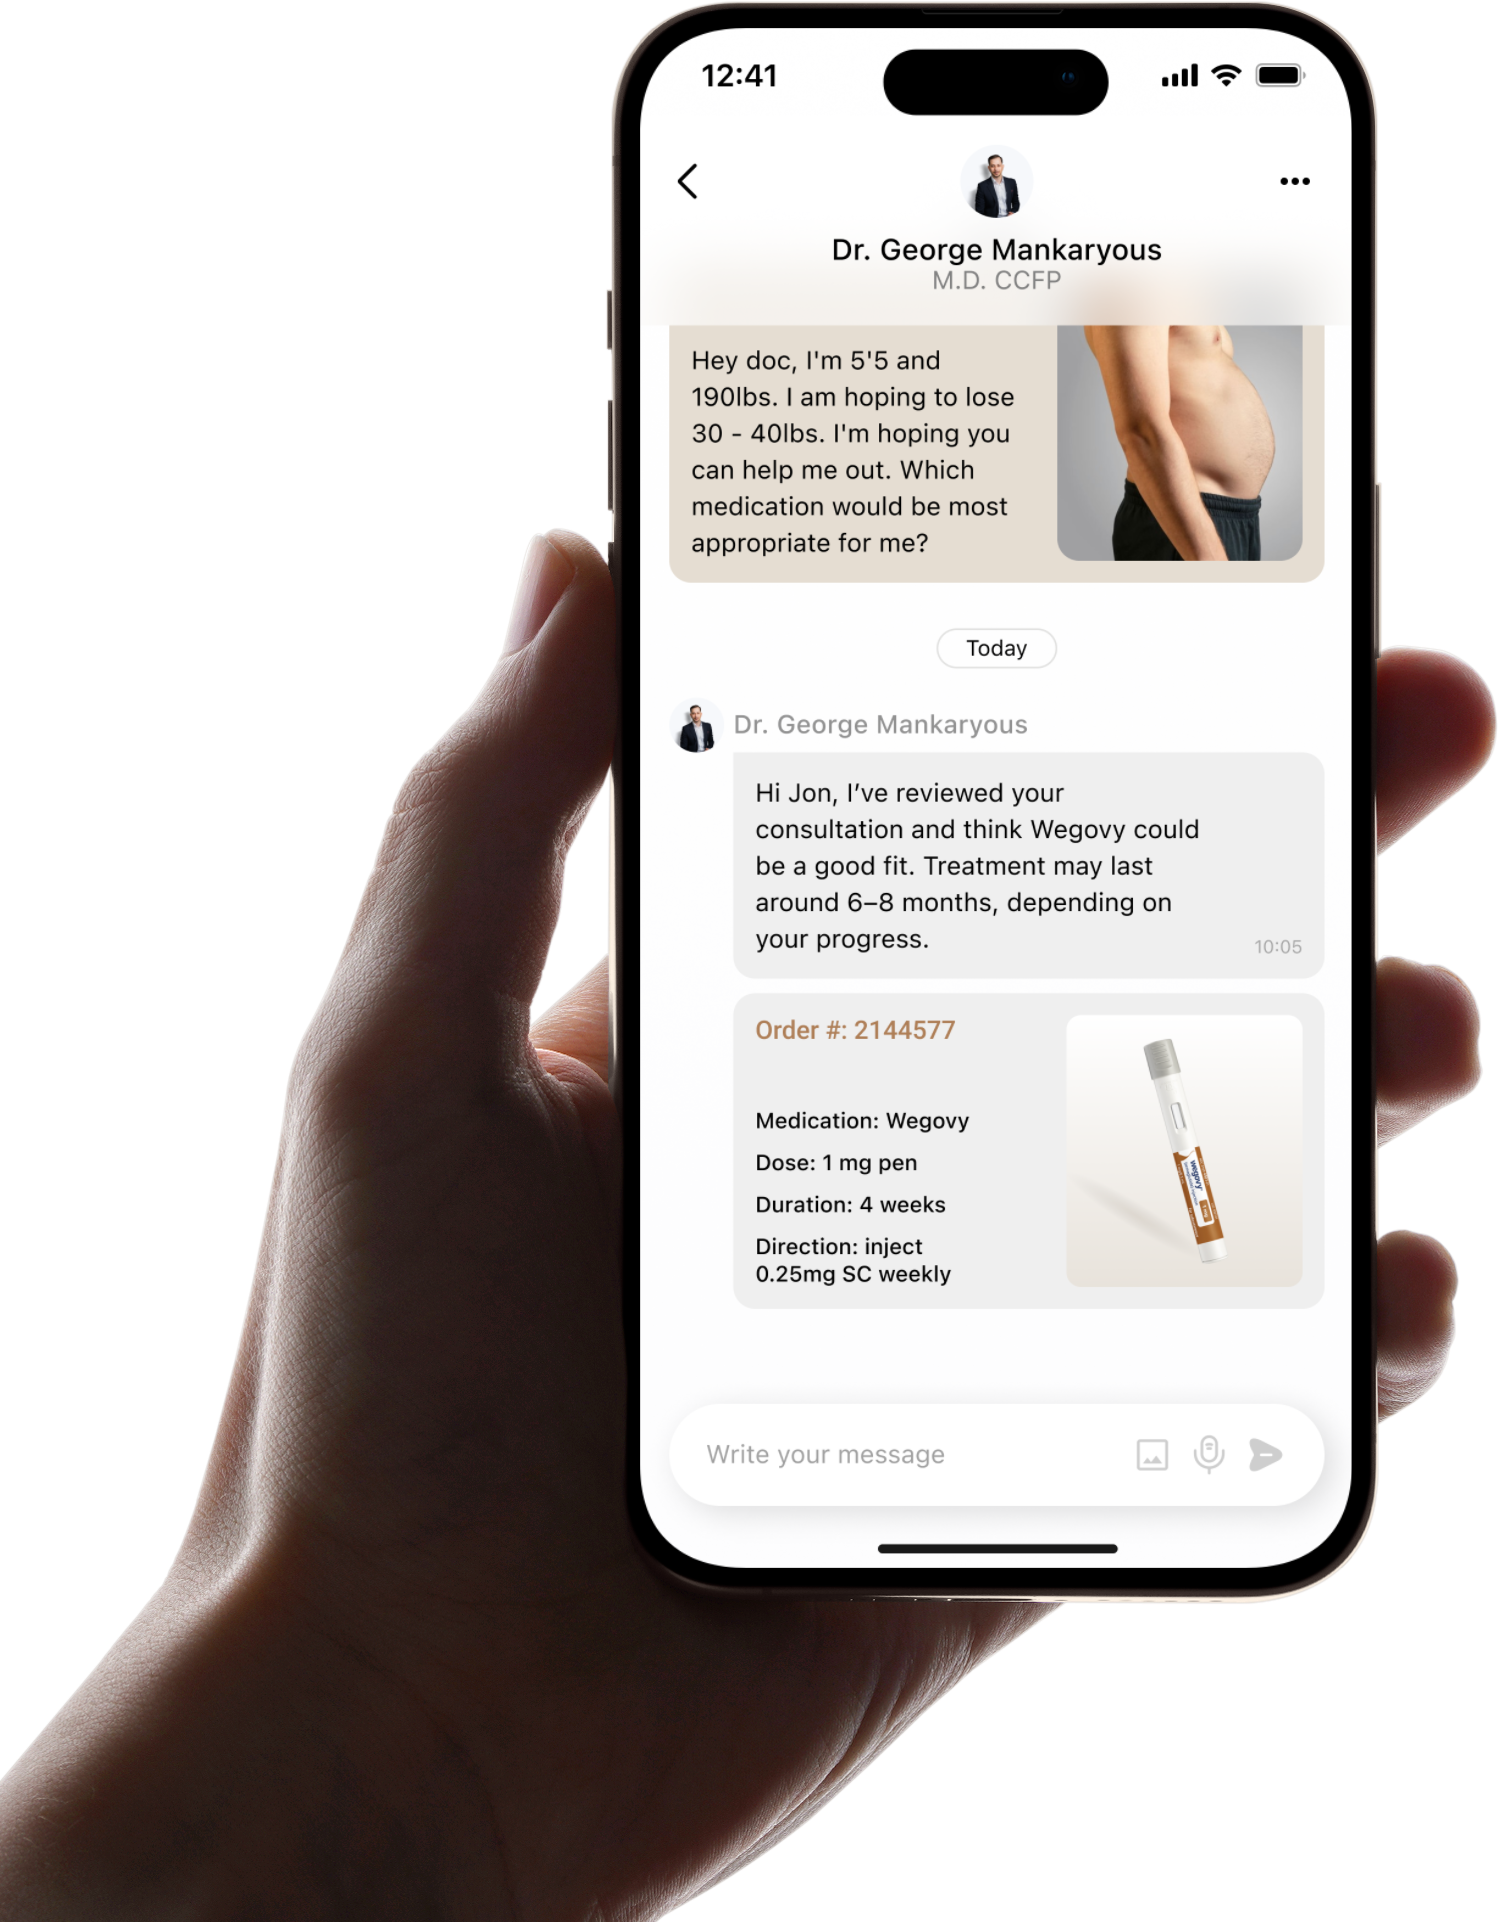 12:41
Dr. George Mankaryous
M.D. CCFP
Hey doc, I'm 5'5 and
190lbs. I am hoping to lose
30 - 40lbs. I'm hoping you
can help me out. Which
medication would be most
appropriate for me?
Today
Dr. George Mankaryous
Hi Jon, I’ve reviewed your
consultation and think Wegovy could
be a good fit. Treatment may last
around 6–8 months, depending on
your progress.
10:05
Order #: 2144577
Medication: Wegovy
Dose: 1 mg pen
Duration: 4 weeks
Direction: inject
0.25mg SC weekly
wegovy
Write your message